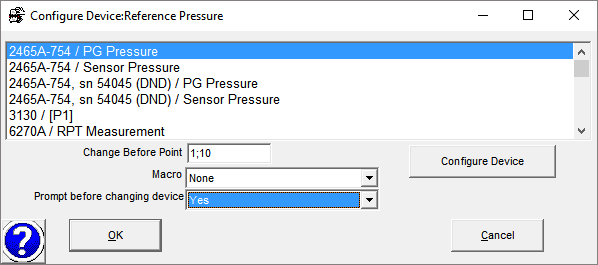 Configure Device:Reference Pressure
2465A-754 / PG Pressure
2465A-754 / Sensor Pressure
2465A-754, sn 54045 (DND) / PG Pressure
2465A-754, sn 54045 (DND) / Sensor Pressure
3130 / [P1]
6270A / RPT Measurement
Change Before Point 1;10
Configure Device
Macro None
Prompt before changing device Yes
? OK Cancel